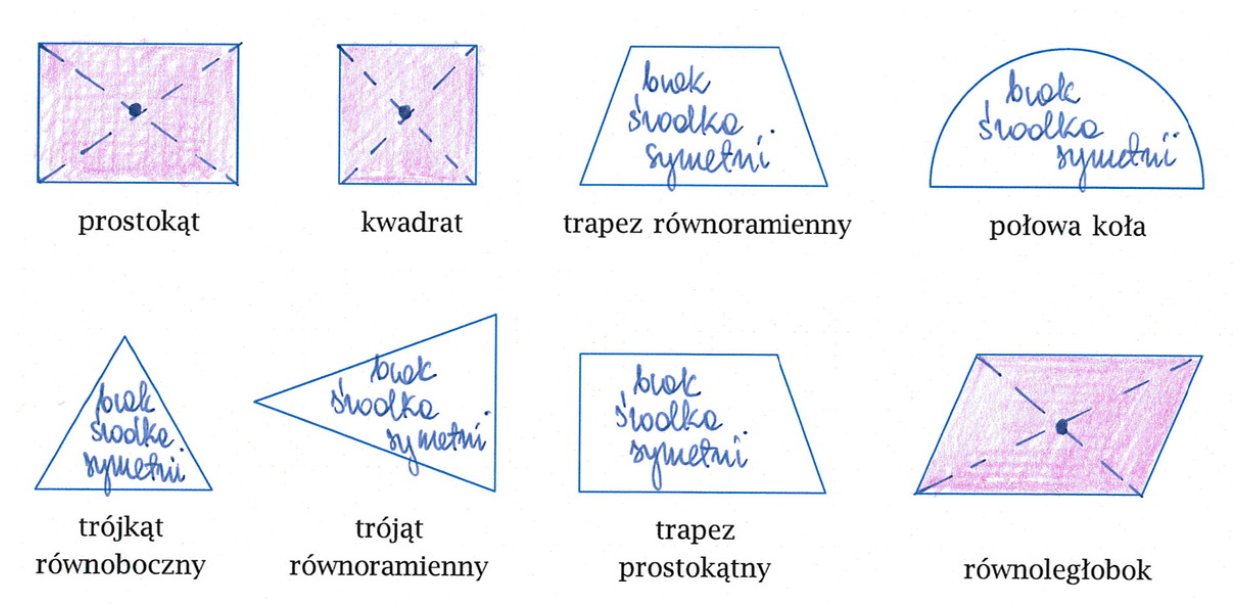 brak
środka
symetrii
brak
środka
symetrii
prostokąt
kwadrat
trapez równoramienny
połowa koła
brak
środka
symetrii
brak
środka
symetrii
brak
środka
symetrii
trójkąt
równoboczny
trójąt
równoramienny
trapez
prostokątny
równoległobok